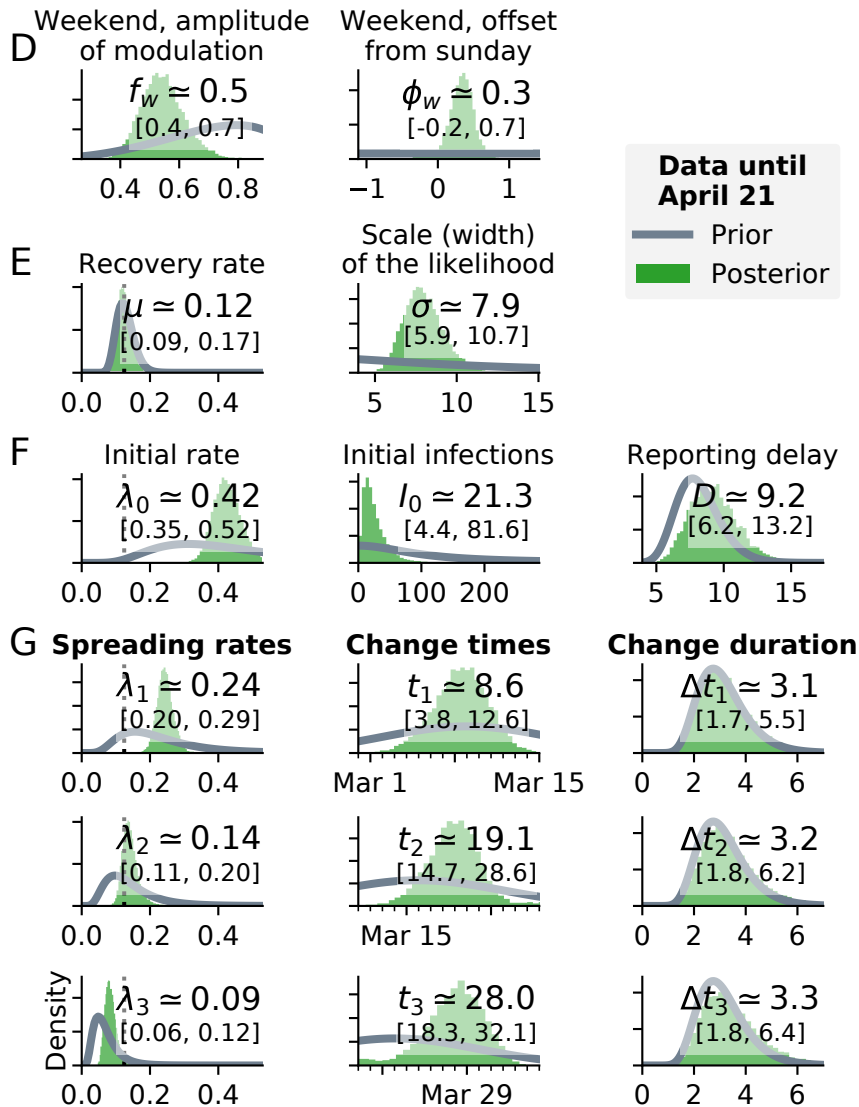 D
Weekend, amplitude
of modulation
f_w ≃ 0.5
[0.4, 0.7]
0.4 0.6 0.8
Weekend, offset
from sunday
ϕ_w ≃ 0.3
[-0.2, 0.7]
−1 0 1
Data until
April 21
Prior
Posterior
E
Recovery rate
μ ≃ 0.12
[0.09, 0.17]
0.0 0.2 0.4
Scale (width)
of the likelihood
σ ≃ 7.9
[5.9, 10.7]
5 10 15
F
Initial rate
λ_0 ≃ 0.42
[0.35, 0.52]
0.0 0.2 0.4
Initial infections
I_0 ≃ 21.3
[4.4, 81.6]
0 100 200
Reporting delay
D ≃ 9.2
[6.2, 13.2]
5 10 15
G
Spreading rates
λ_1 ≃ 0.24
[0.20, 0.29]
0.0 0.2 0.4
Change times
t_1 ≃ 8.6
[3.8, 12.6]
Mar 1 Mar 15
Change duration
Δt_1 ≃ 3.1
[1.7, 5.5]
0 2 4 6
λ_2 ≃ 0.14
[0.11, 0.20]
0.0 0.2 0.4
t_2 ≃ 19.1
[14.7, 28.6]
Mar 15
Δt_2 ≃ 3.2
[1.8, 6.2]
0 2 4 6
Density
λ_3 ≃ 0.09
[0.06, 0.12]
0.0 0.2 0.4
t_3 ≃ 28.0
[18.3, 32.1]
Mar 29
Δt_3 ≃ 3.3
[1.8, 6.4]
0 2 4 6